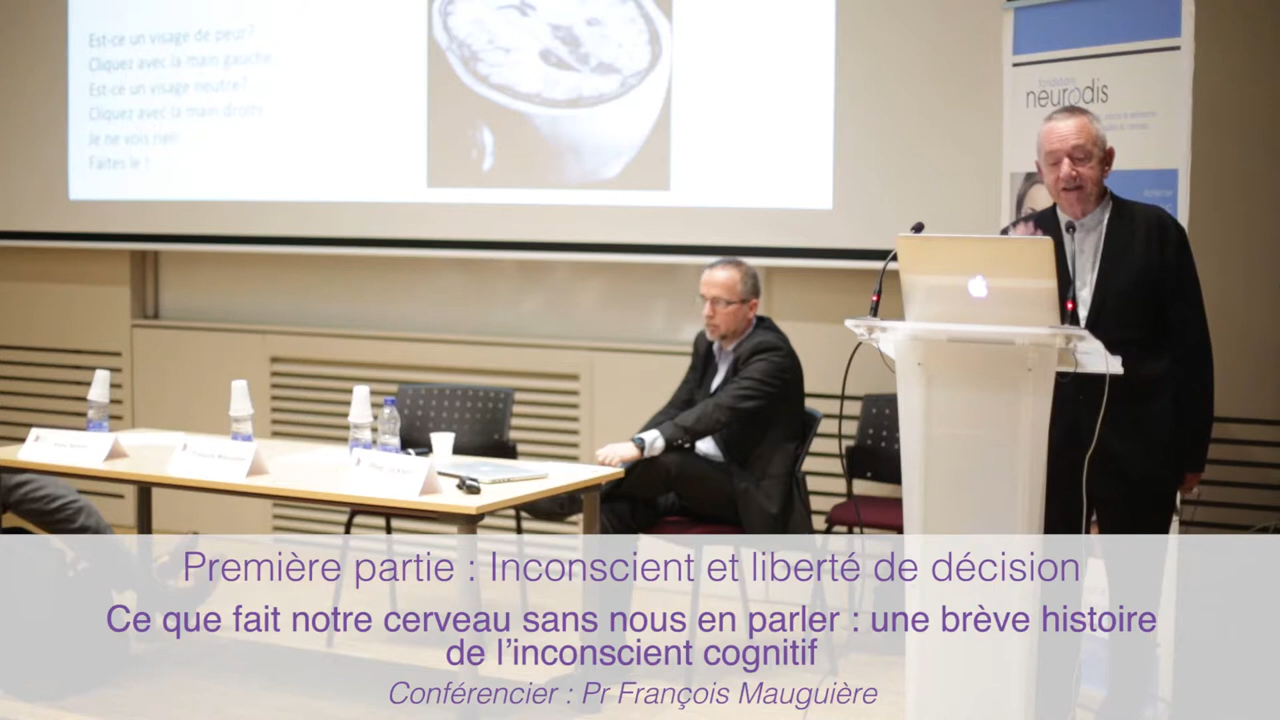 Est-ce un visage de peur?
Cliquez avec la main gauche
Est-ce un visage neutre?
Cliquez avec la main droite
Je ne vois rien
Faites le !
fondation
neurodis
Première partie : Inconscient et liberté de décision
Ce que fait notre cerveau sans nous en parler : une brève histoire
de l’inconscient cognitif
Conférencier : Pr François Mauguière